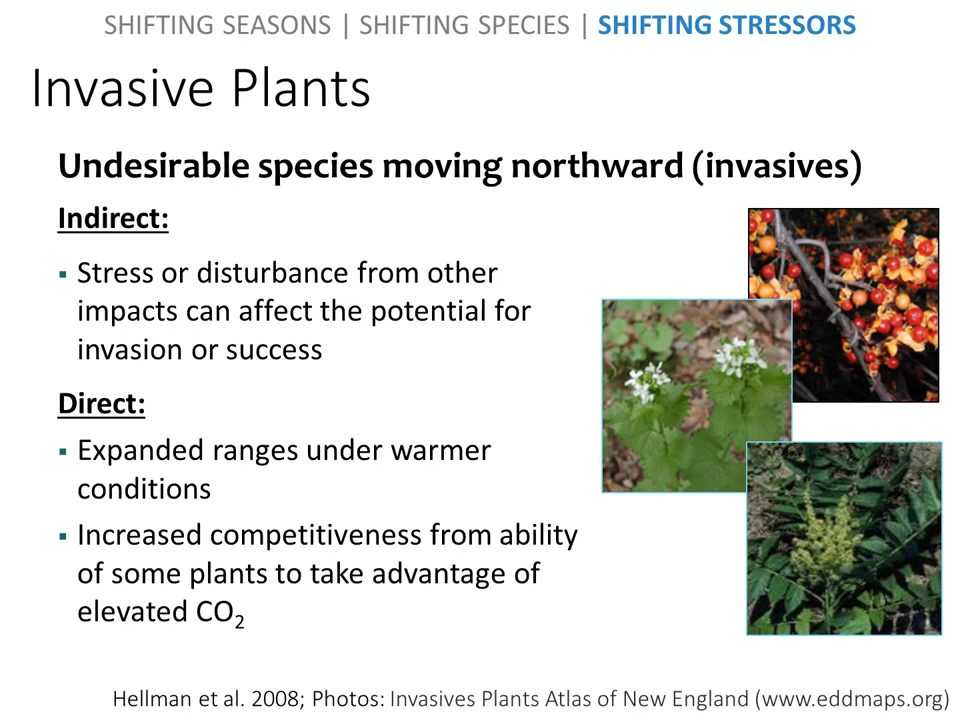 SHIFTING SEASONS | SHIFTING SPECIES | SHIFTING STRESSORS
Invasive Plants
Undesirable species moving northward (invasives)
Indirect:
▪ Stress or disturbance from other
impacts can affect the potential for
invasion or success
Direct:
▪ Expanded ranges under warmer
conditions
▪ Increased competitiveness from ability
of some plants to take advantage of
elevated CO₂
Hellman et al. 2008; Photos: Invasives Plants Atlas of New England (www.eddmaps.org)